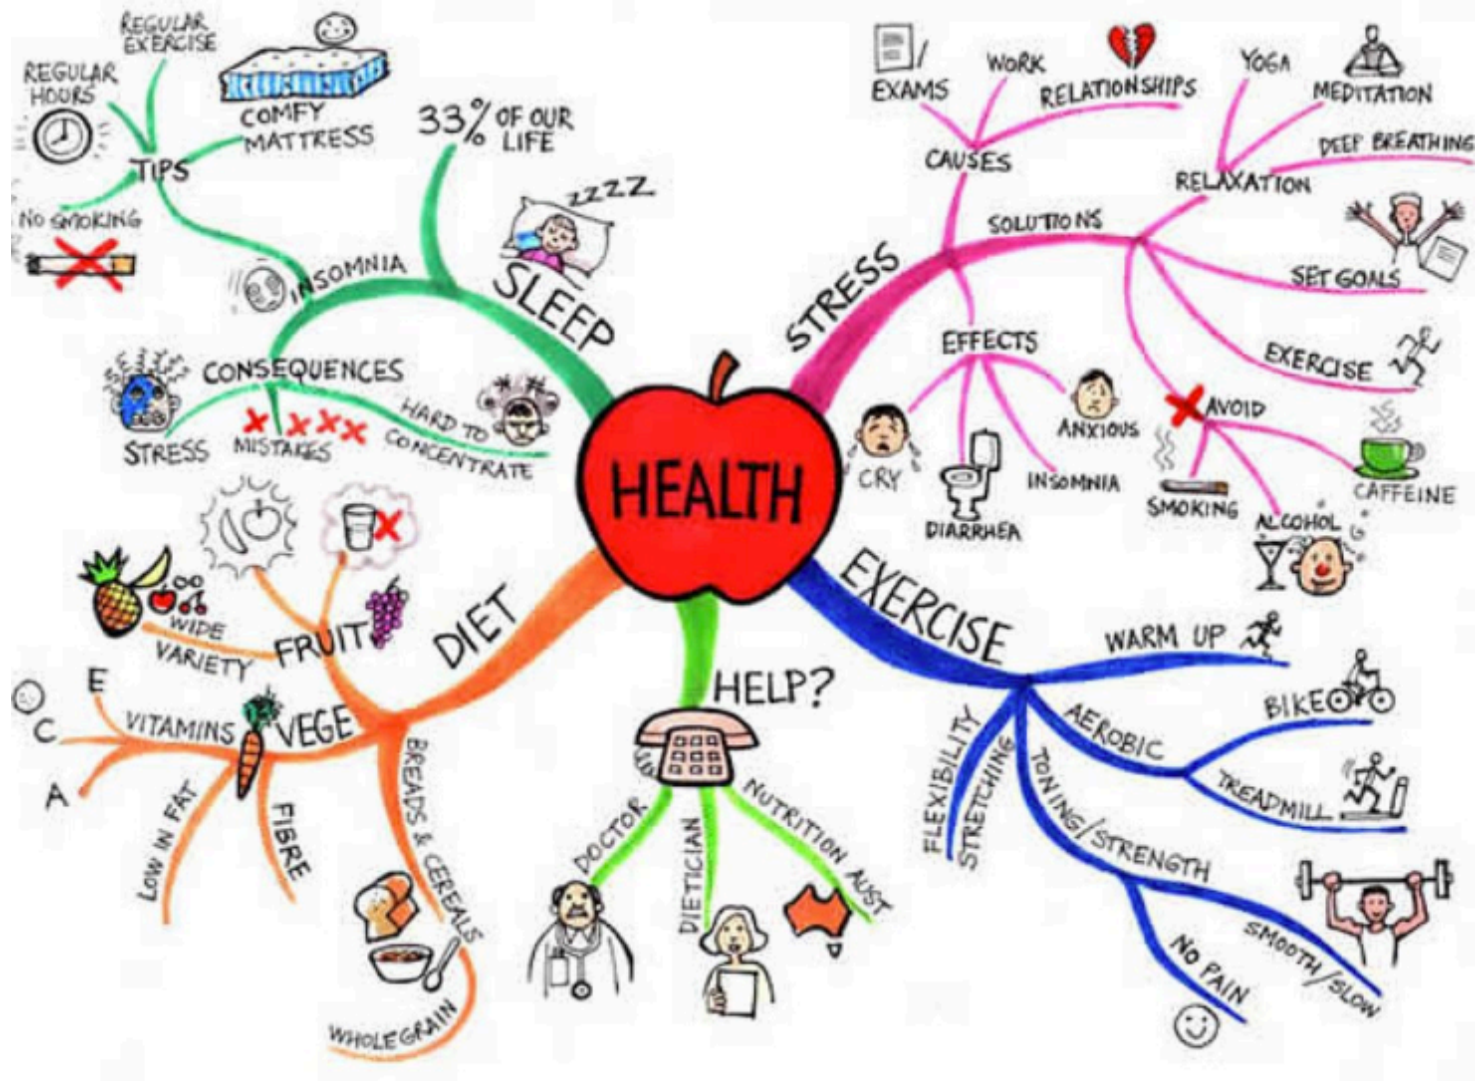 HEALTH
SLEEP
33% OF OUR
LIFE
ZZZZ
INSOMNIA
TIPS
REGULAR
EXERCISE
REGULAR
HOURS
COMFY
MATTRESS
NO SMOKING
CONSEQUENCES
STRESS
MISTAKES
HARD TO
CONCENTRATE
STRESS
CAUSES
EXAMS
WORK
RELATIONSHIPS
SOLUTIONS
RELAXATION
YOGA
MEDITATION
DEEP BREATHING
SET GOALS
EXERCISE
AVOID
SMOKING
ALCOHOL
CAFFEINE
EFFECTS
CRY
DIARRHEA
INSOMNIA
ANXIOUS
EXERCISE
WARM UP
AEROBIC
BIKE
TREADMILL
TONING/STRENGTH
SMOOTH/SLOW
NO PAIN
FLEXIBILITY
STRETCHING
HELP?
DOCTOR
DIETICIAN
NUTRITION AUST
DIET
FRUIT
WIDE
VARIETY
VEGE
VITAMINS
E
C
A
LOW IN FAT
FIBRE
BREADS & CEREALS
WHOLEGRAIN